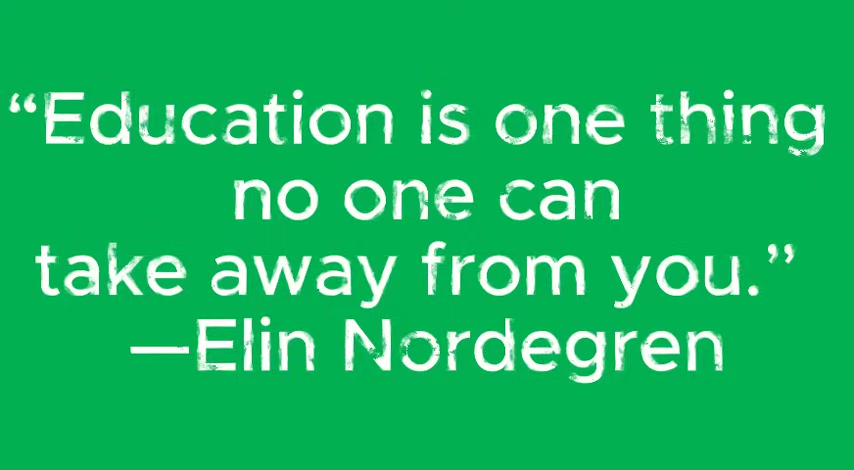 “Education is one thing
no one can
take away from you.”
—Elin Nordegren